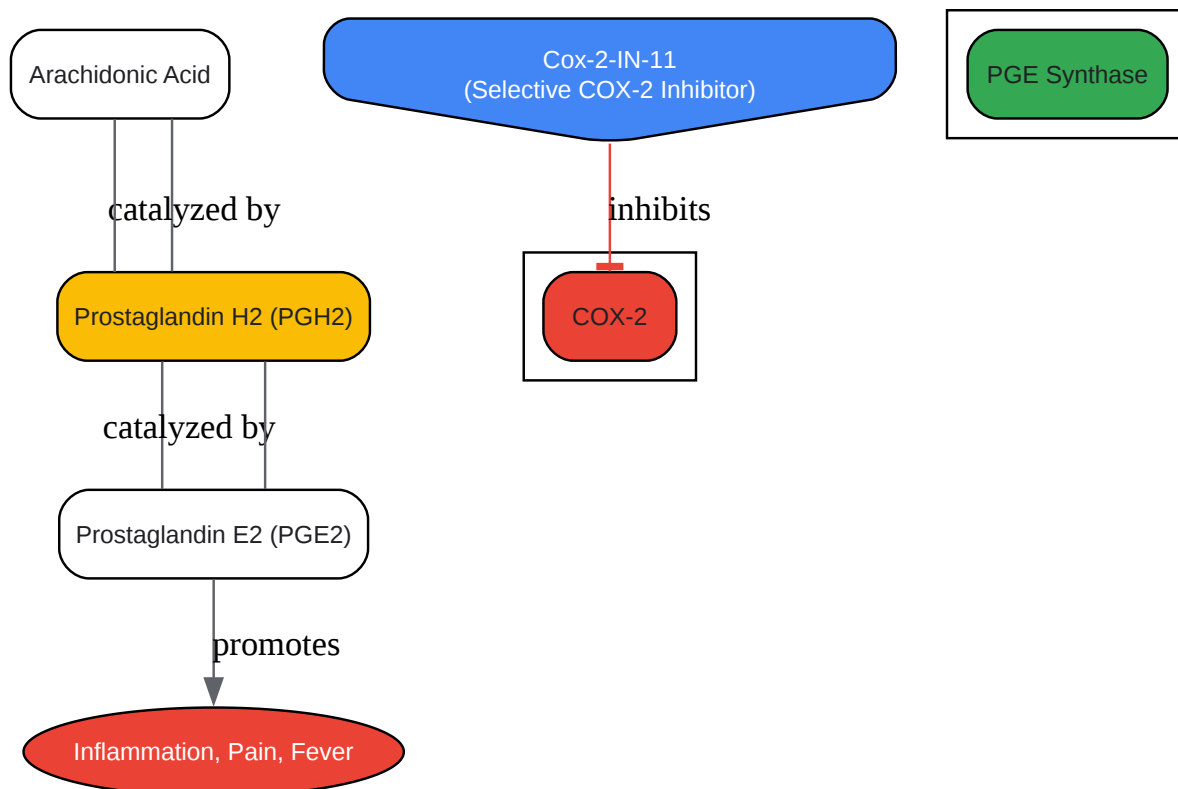 Arachidonic Acid
Cox-2-IN-11
(Selective COX-2 Inhibitor)
PGE Synthase
catalyzed by
inhibits
Prostaglandin H2 (PGH2)
COX-2
catalyzed by
Prostaglandin E2 (PGE2)
promotes
Inflammation, Pain, Fever